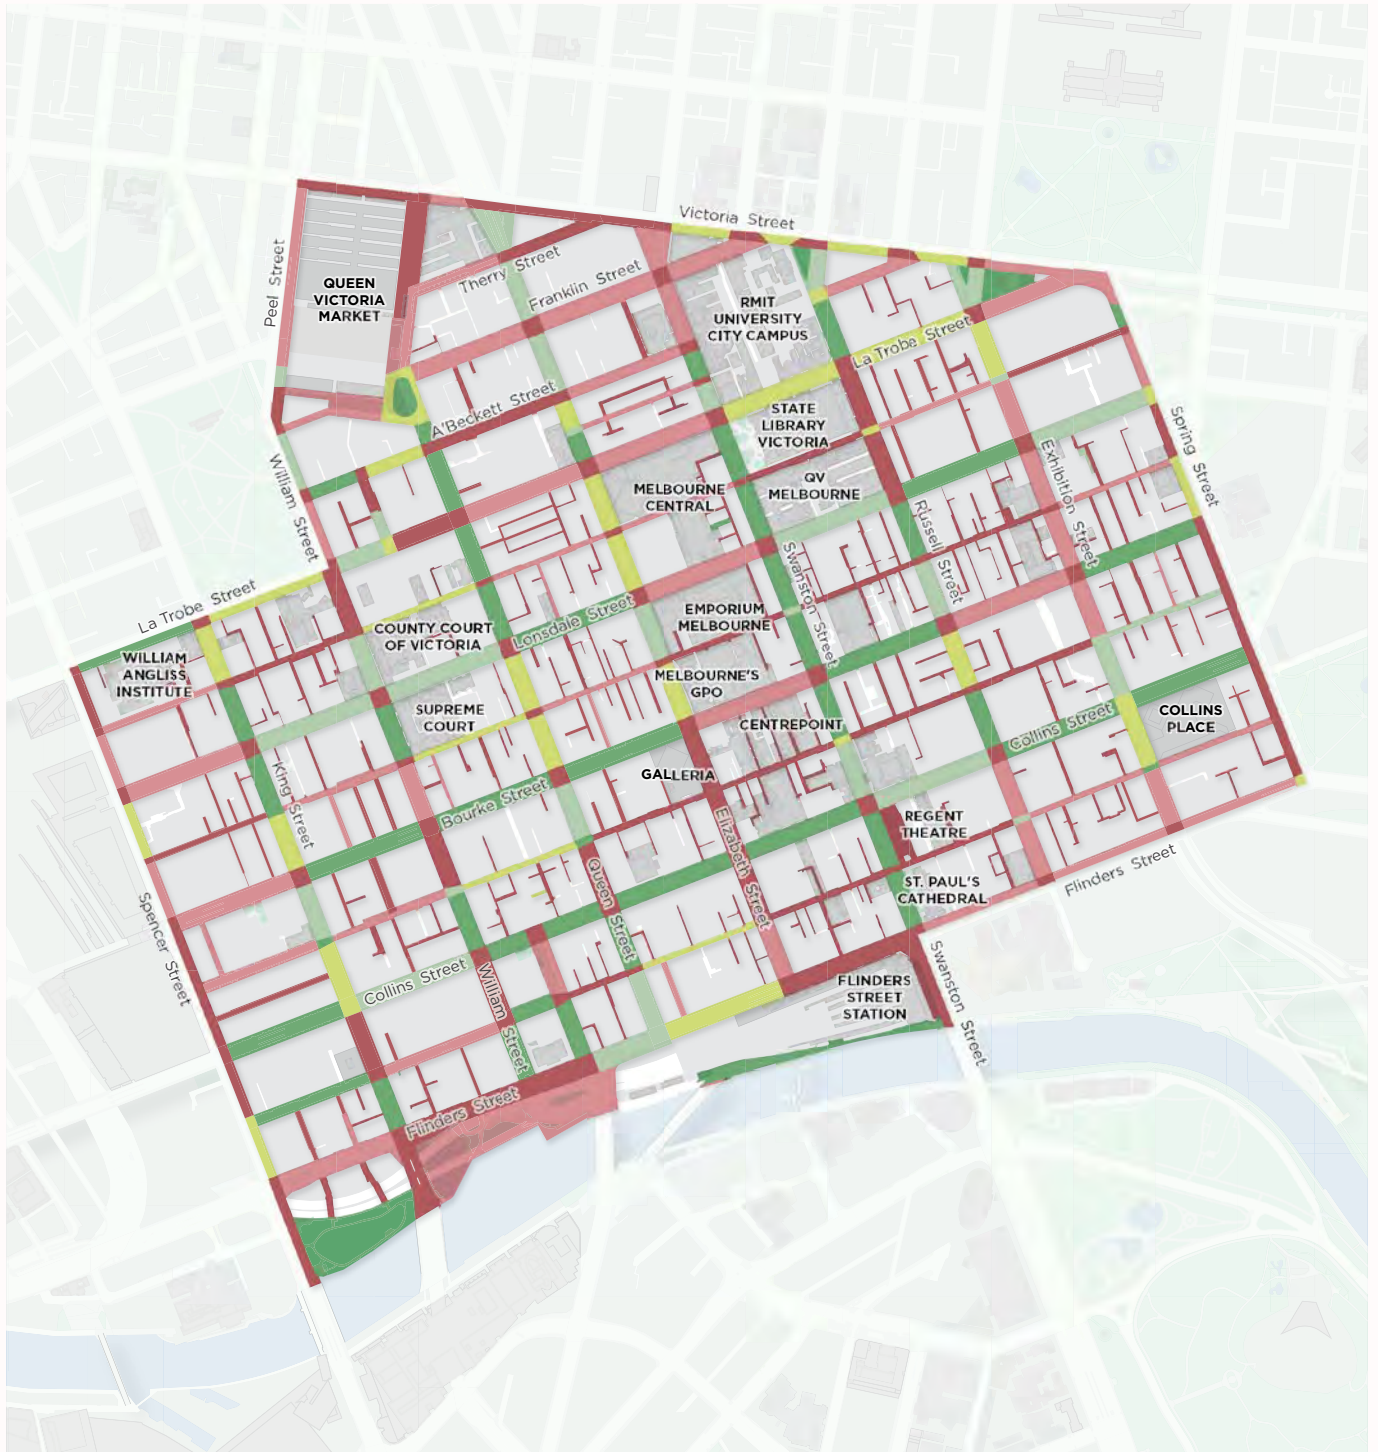 Victoria Street
Peel Street
QUEEN
VICTORIA
MARKET
Therry Street
Franklin Street
RMIT
UNIVERSITY
CITY CAMPUS
La Trobe Street
A'Beckett Street
STATE
LIBRARY
VICTORIA
Spring Street
William Street
MELBOURNE
CENTRAL
QV
MELBOURNE
Exhibition Street
Russell Street
La Trobe Street
Swanston Street
COUNTY COURT
OF VICTORIA
Lonsdale Street
EMPORIUM
MELBOURNE
WILLIAM
ANGLISS
INSTITUTE
MELBOURNE'S
GPO
SUPREME
COURT
CENTREPOINT
Collins Street
COLLINS
PLACE
King Street
GALLERIA
Bourke Street
Elizabeth Street
REGENT
THEATRE
Queen Street
Flinders Street
ST. PAUL'S
CATHEDRAL
Spencer Street
Collins Street
William Street
FLINDERS
STREET
STATION
Swanston Street
Flinders Street